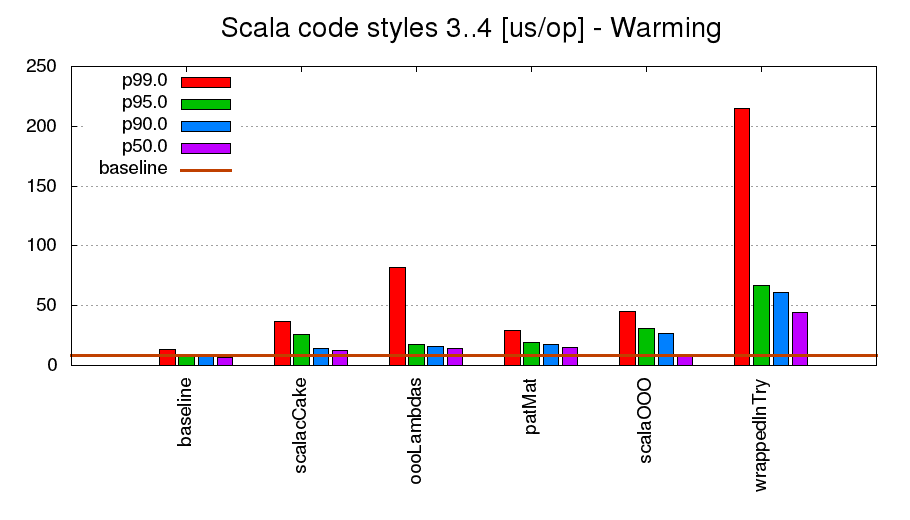 Scala code styles 3..4 [us/op] - Warming
250
200
150
100
50
0
p99.0
p95.0
p90.0
p50.0
baseline
baseline
scalacCake
oooLambdas
patMat
scalaOOO
wrappedInTry